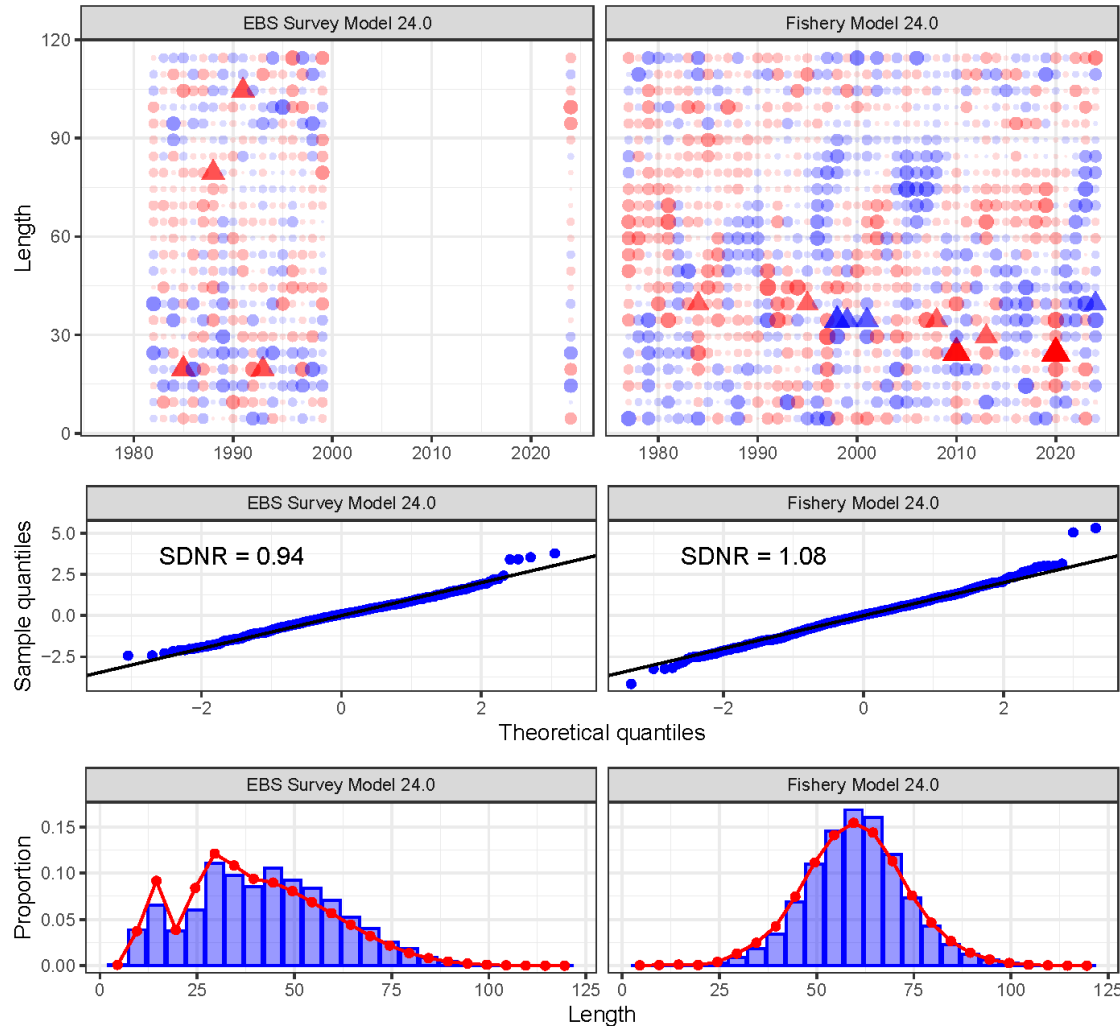 EBS Survey Model 24.0
Fishery Model 24.0
Length
120
90
60
30
0
1980 1990 2000 2010 2020
1980 1990 2000 2010 2020
EBS Survey Model 24.0
Fishery Model 24.0
Sample quantiles
5.0
2.5
0.0
−2.5
SDNR = 0.94
SDNR = 1.08
−2 0 2
−2 0 2
Theoretical quantiles
EBS Survey Model 24.0
Fishery Model 24.0
Proportion
0.15
0.10
0.05
0.00
0 25 50 75 100 125
0 25 50 75 100 125
Length